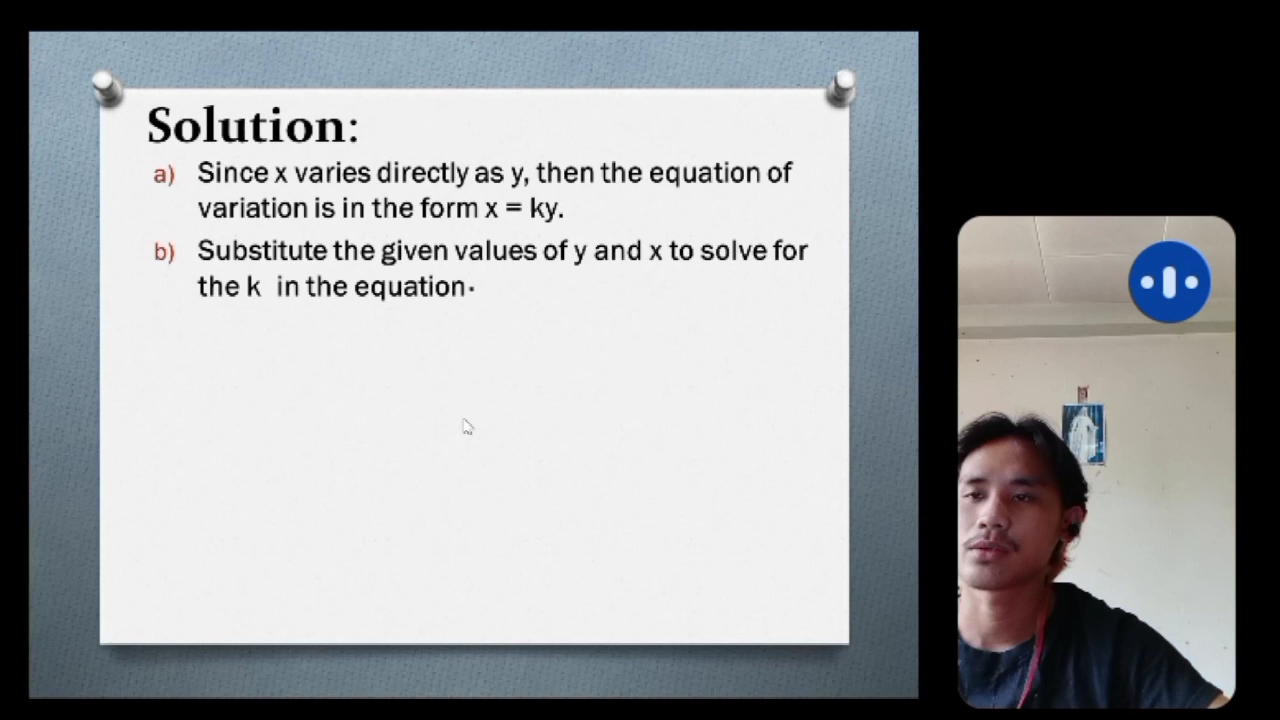 Solution:
a) Since x varies directly as y, then the equation of
variation is in the form x = ky.
b) Substitute the given values of y and x to solve for
the k  in the equation.